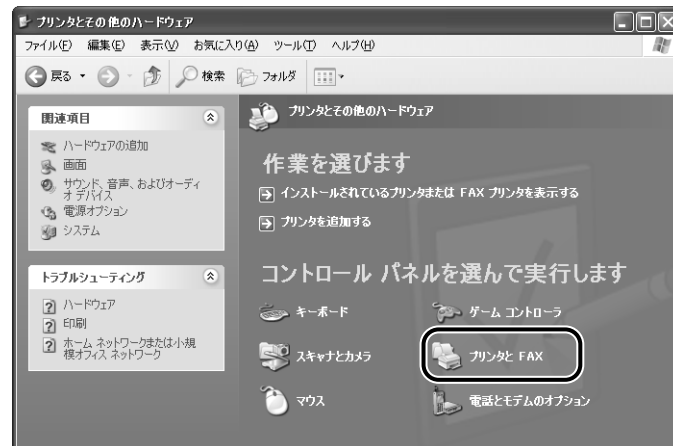 プリンタとその他のハードウェア
ファイル(F) 編集(E) 表示(V) お気に入り(A) ツール(T) ヘルプ(H)
戻る 検索 フォルダ
関連項目
ハードウェアの追加
画面
サウンド、音声、およびオーディ
オ デバイス
電源オプション
システム
トラブルシューティング
ハードウェア
印刷
ホーム ネットワークまたは小規
模オフィス ネットワーク
プリンタとその他のハードウェア
作業を選びます
インストールされているプリンタまたは FAX プリンタを表示する
プリンタを追加する
コントロール パネルを選んで実行します
キーボード
ゲーム コントローラ
スキャナとカメラ
プリンタと FAX
マウス
電話とモデムのオプション